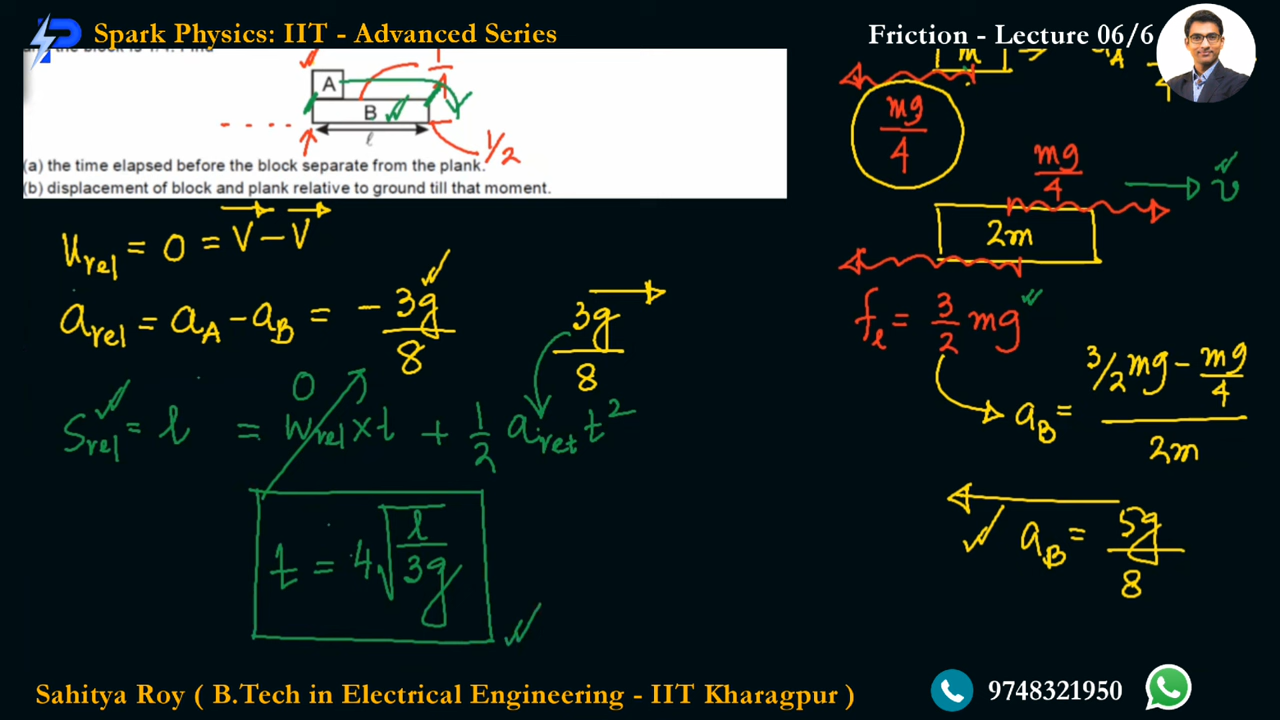 Spark Physics: IIT - Advanced Series
Friction - Lecture 06/6
A
B
l
1/4
1/2
(a) the time elapsed before the block separate from the plank.
(b) displacement of block and plank relative to ground till that moment.
u_rel = 0 = V - V
a_rel = a_A - a_B = - 3g/8
3g/8
0
S_rel = l = u_rel × t + 1/2 a_rel t²
t = 4√(l/3g)
m
a_A
mg/4
mg/4
v
2m
f_l = 3/2 mg
a_B = (3/2 mg - mg/4)/2m
a_B = 5g/8
Sahitya Roy ( B.Tech in Electrical Engineering - IIT Kharagpur )
9748321950